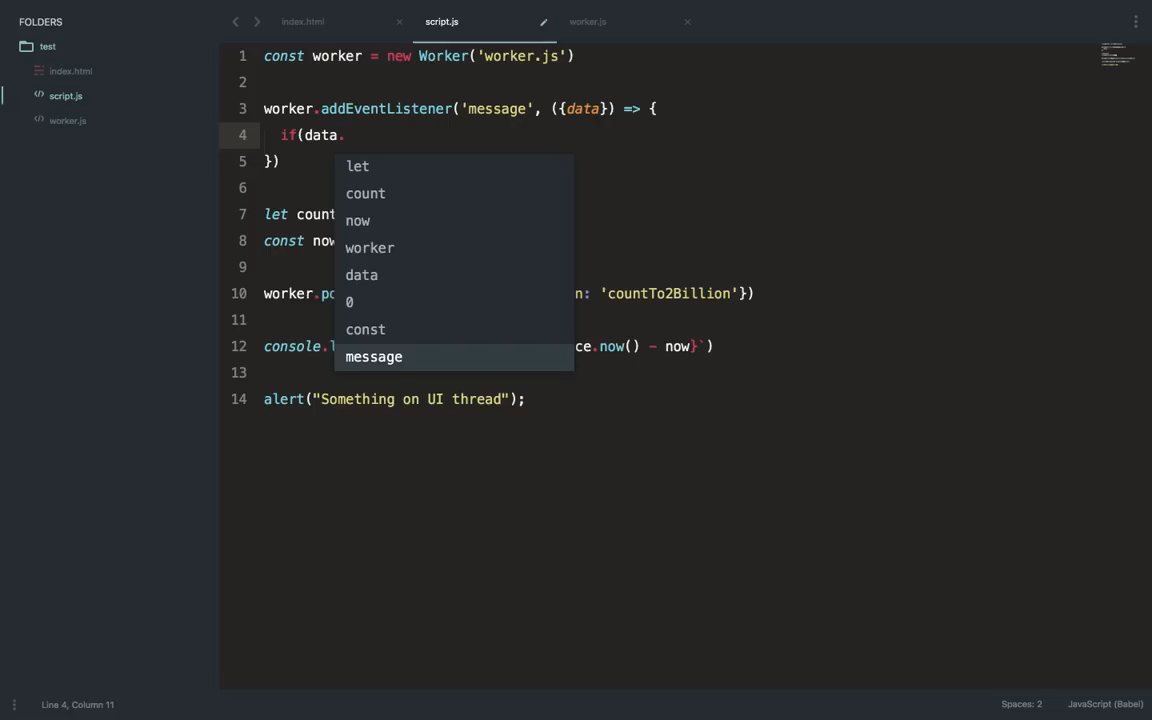 FOLDERS
test
index.html
script.js
worker.js
index.html
script.js
worker.js
1 const worker = new Worker('worker.js')
2
3 worker.addEventListener('message', ({data}) => {
4 if(data.
5 })
6
7 let count
8 const now
9
10 worker.po n: 'countTo2Billion'})
11
12 console.l ce.now() - now}`)
13
14 alert("Something on UI thread");
let
count
now
worker
data
0
const
message
Line 4, Column 11
Spaces: 2
JavaScript (Babel)